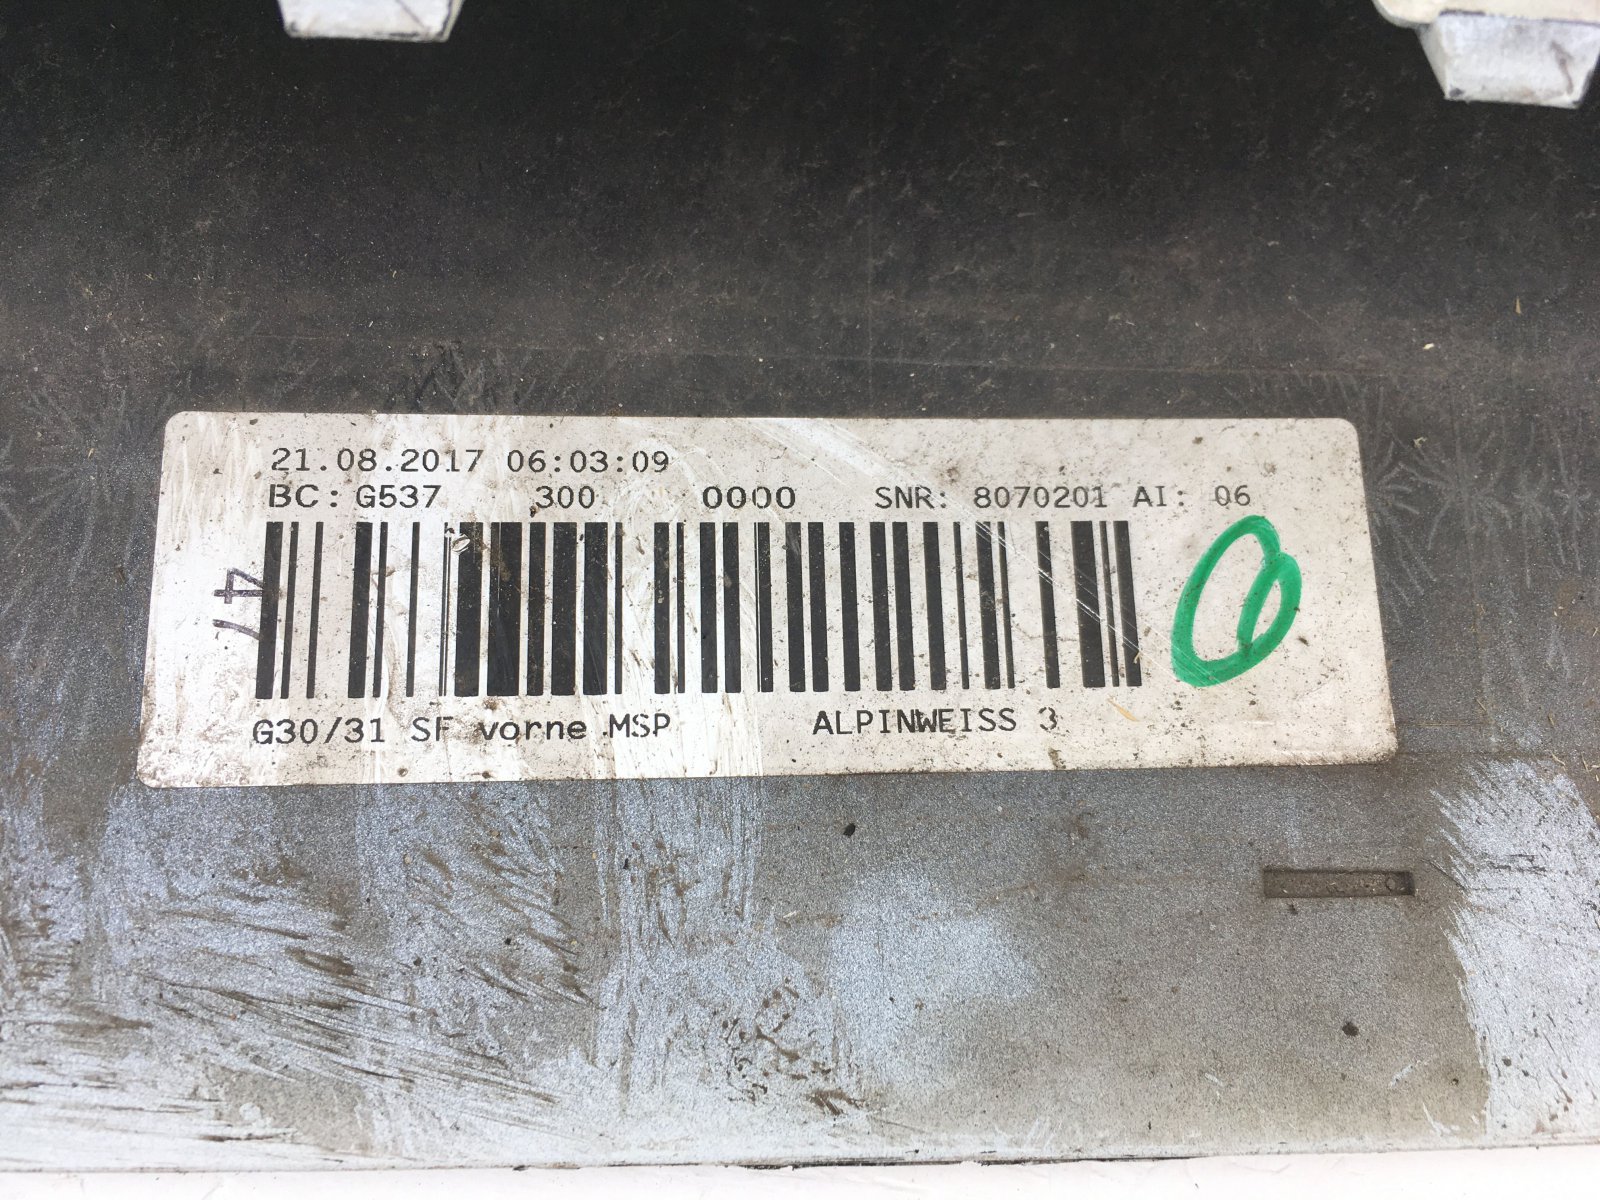 21.08.2017 06:03:09
BC: G537 300 0000 SNR: 8070201 AI: 06
47
G30/31 SF vorne MSP ALPINWEISS 3